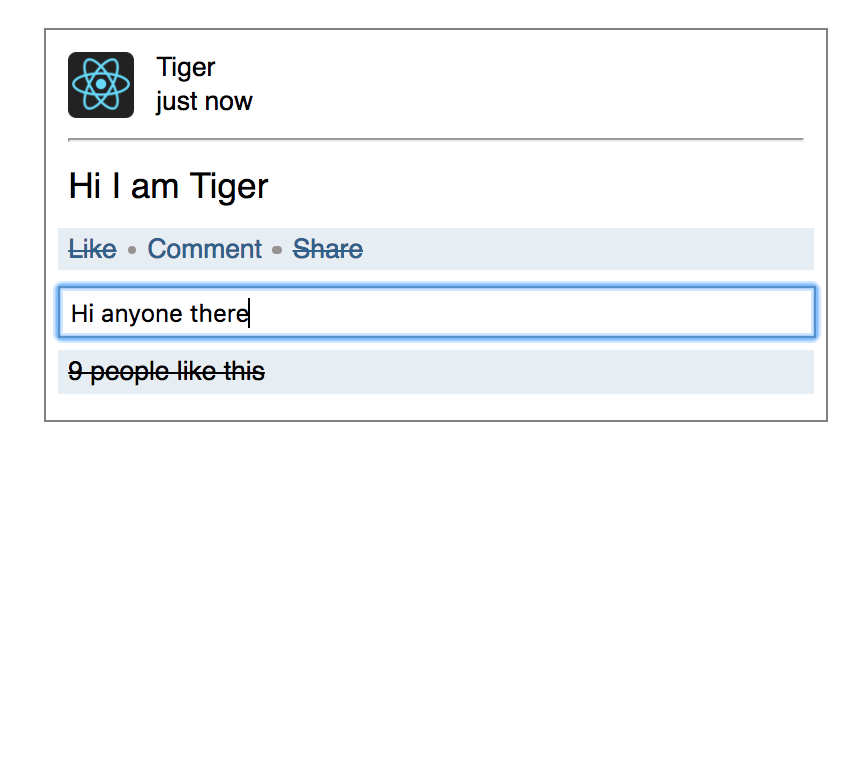 Tiger
just now
Hi I am Tiger
Like • Comment • Share
Hi anyone there
9 people like this